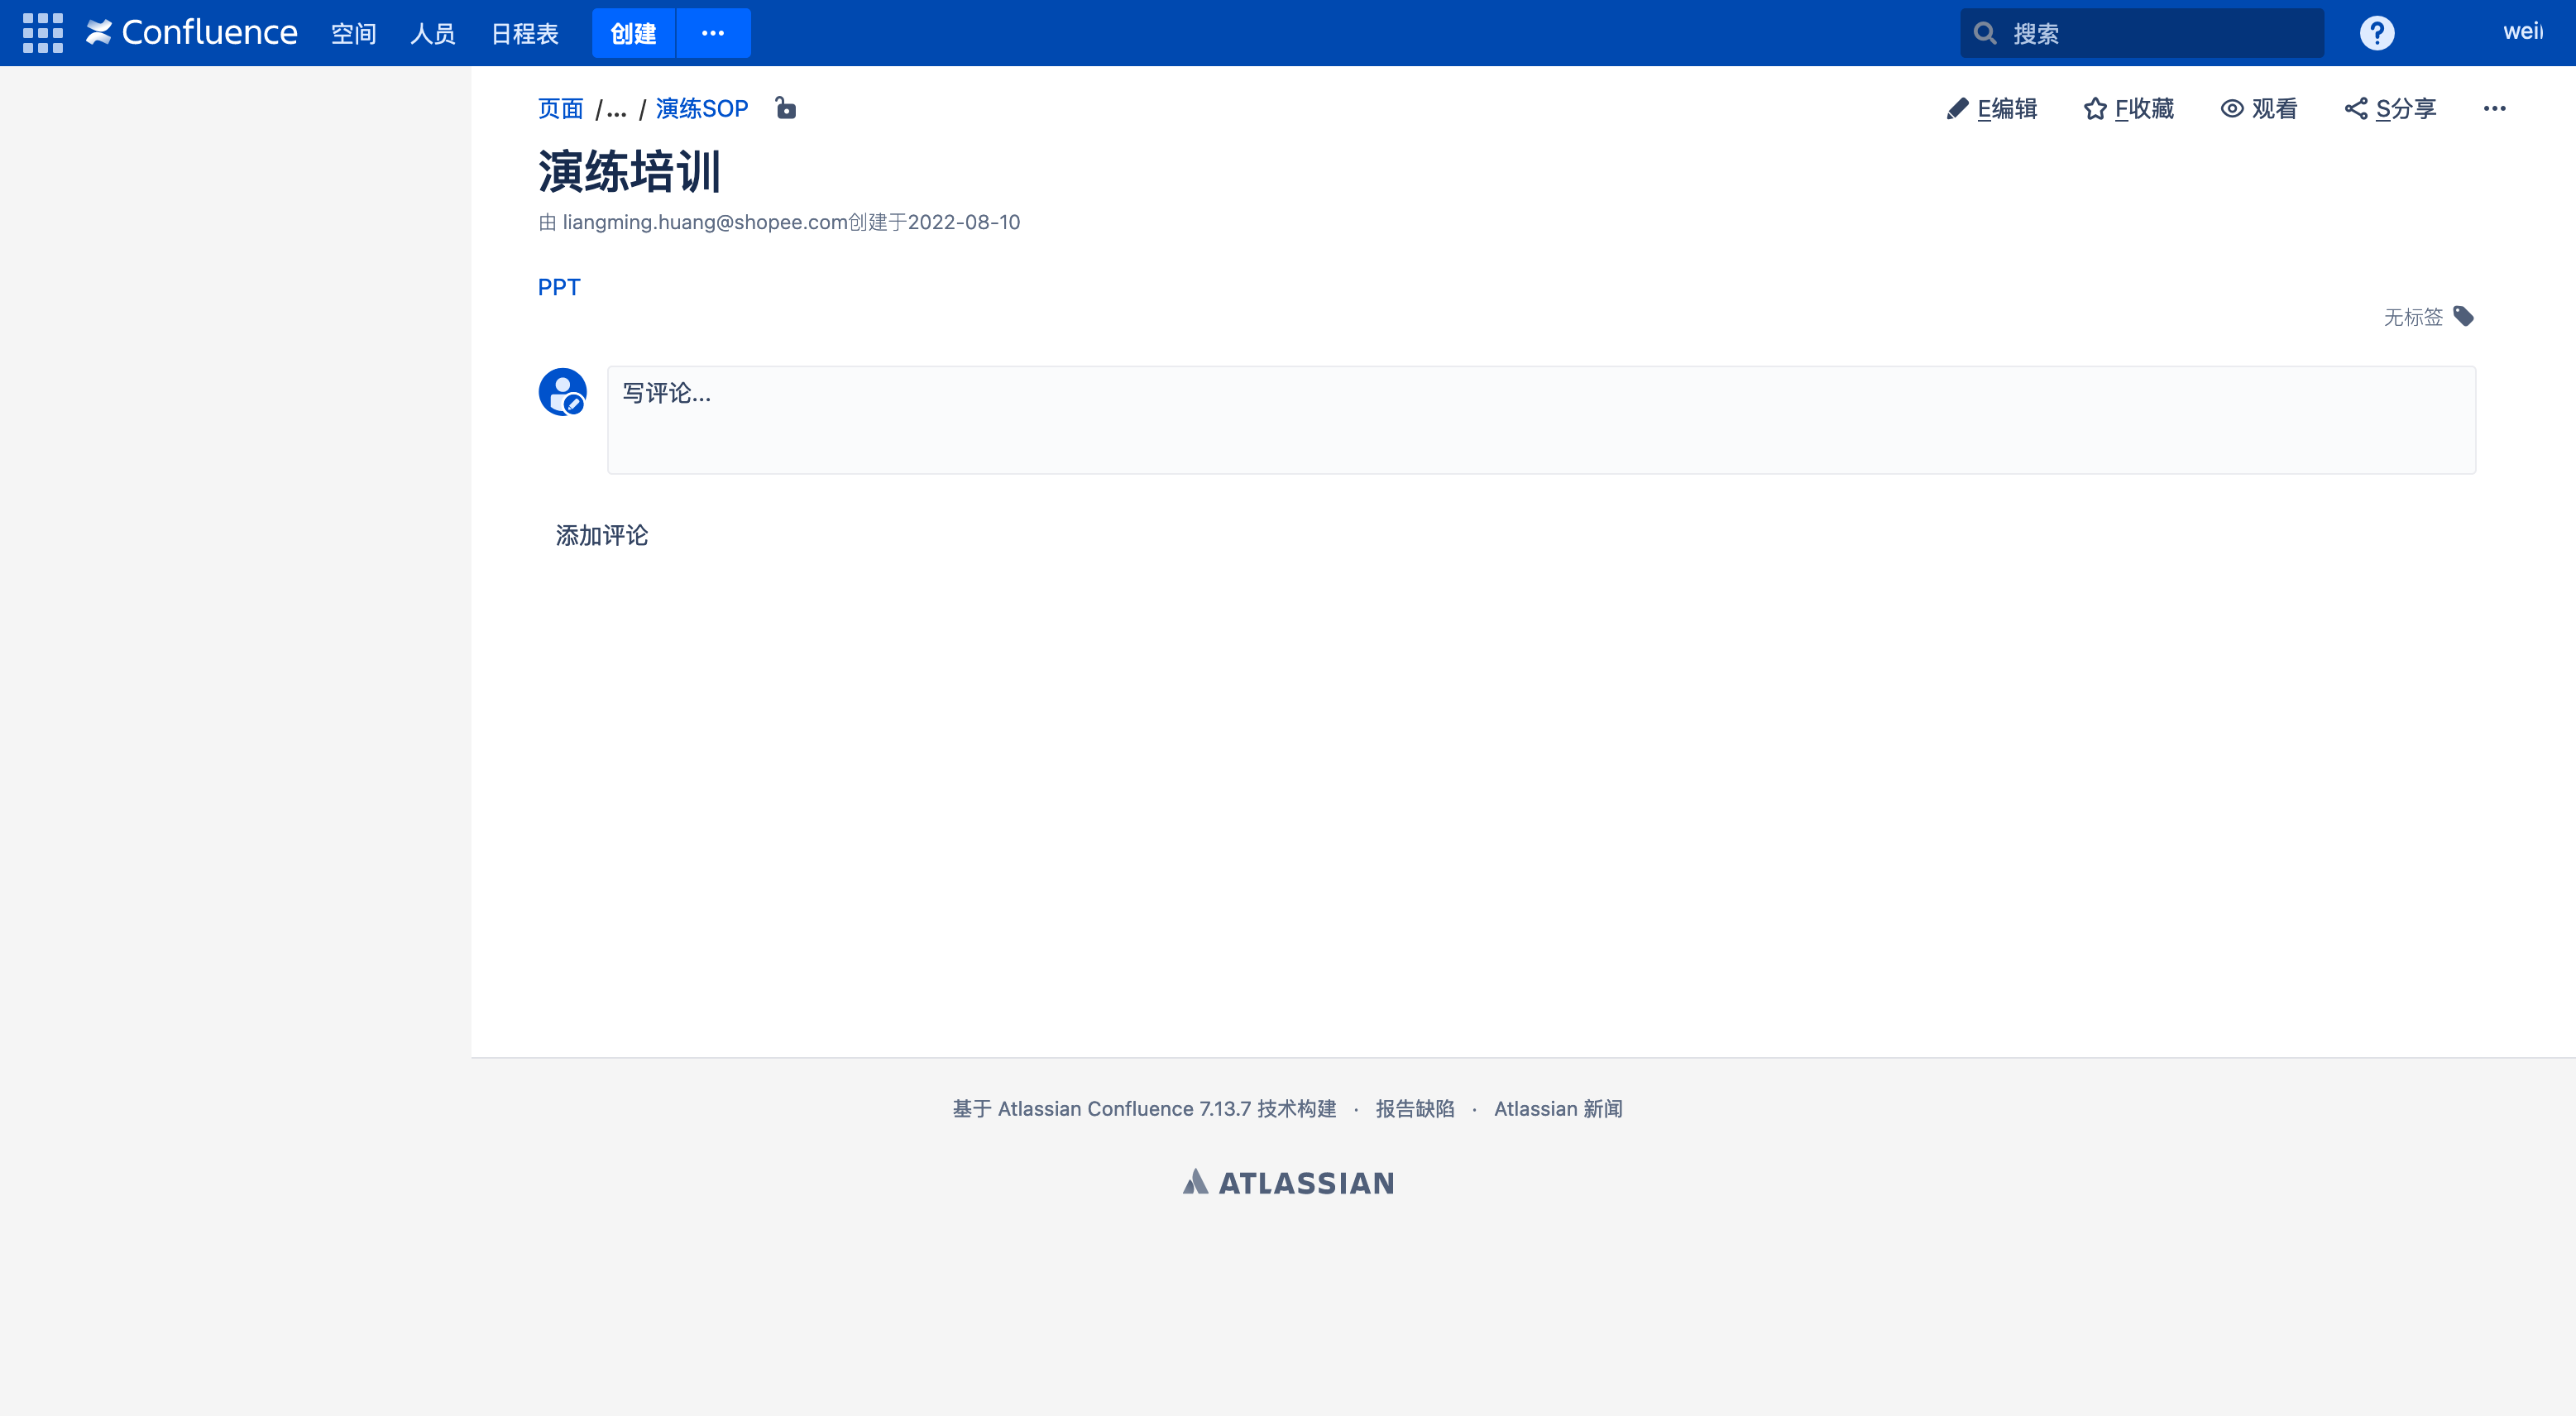 Confluence 空间 人员 日程表 创建 ··· 搜索 ? wei
页面 /... / 演练SOP E编辑 F收藏 观看 S分享 ···
演练培训
由 liangming.huang@shopee.com创建于2022-08-10
PPT
无标签
写评论...
添加评论
基于 Atlassian Confluence 7.13.7 技术构建 · 报告缺陷 · Atlassian 新闻
ATLASSIAN